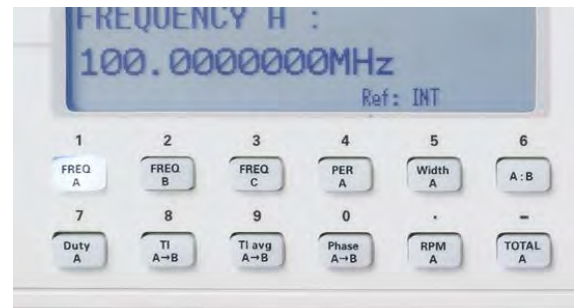 FREQUENCY A :
100.0000000MHz
Ref: INT
1 2 3 4 5 6
FREQ A FREQ B FREQ C PER A Width A A:B
7 8 9 0 . -
Duty A TI A→B TI avg A→B Phase A→B RPM A TOTAL A